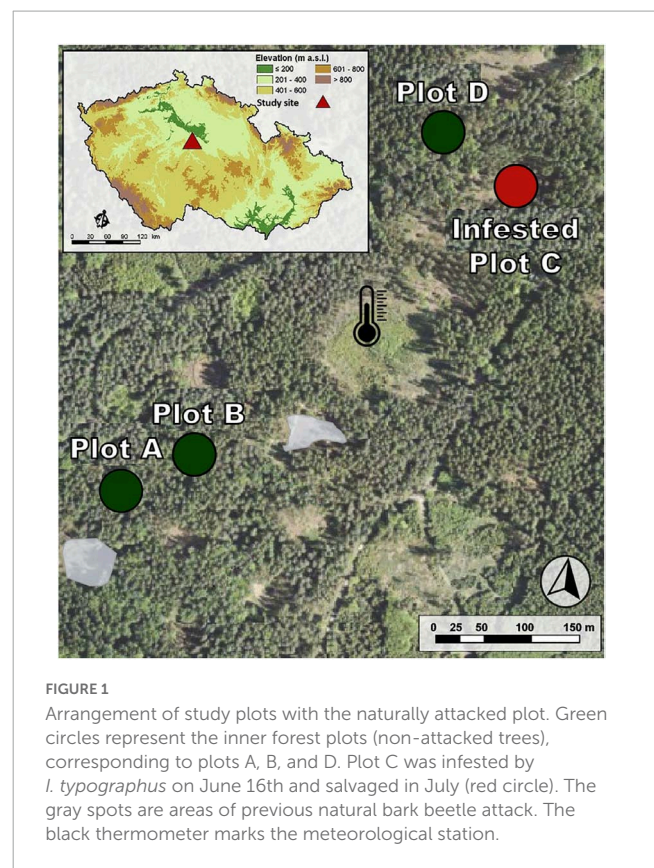 Elevation (m a.s.l.)
≤ 200 601 - 800
201 - 400 > 800
401 - 600
Study site
0 30 60 90 120 km
Plot D
Infested
Plot C
Plot B
Plot A
0 25 50 100 150 m
FIGURE 1
Arrangement of study plots with the naturally attacked plot. Green
circles represent the inner forest plots (non-attacked trees),
corresponding to plots A, B, and D. Plot C was infested by
I. typographus on June 16th and salvaged in July (red circle). The
gray spots are areas of previous natural bark beetle attack. The
black thermometer marks the meteorological station.